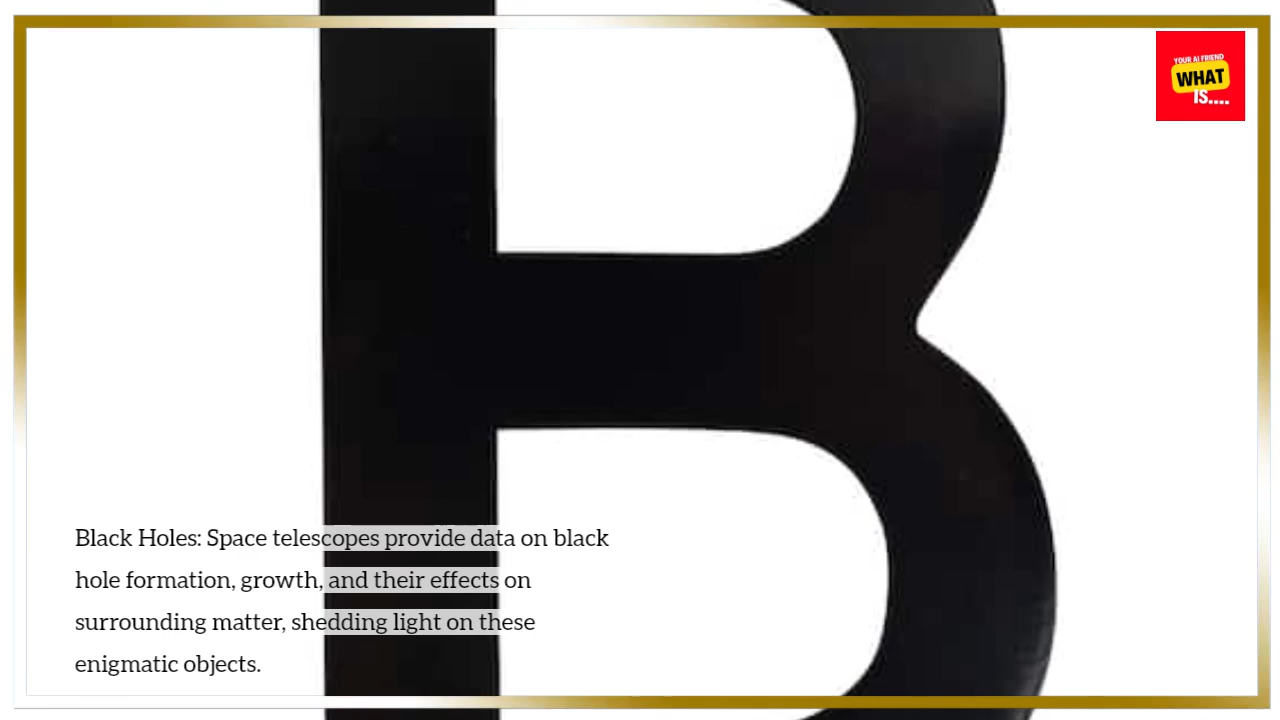 B
YOUR AI FRIEND
WHAT
IS....
Black Holes: Space telescopes provide data on black
hole formation, growth, and their effects on
surrounding matter, shedding light on these
enigmatic objects.